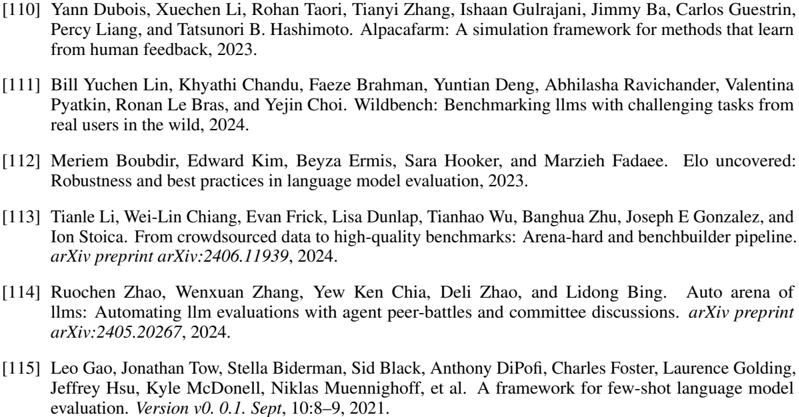 [110] Yann Dubois, Xuechen Li, Rohan Taori, Tianyi Zhang, Ishaan Gulrajani, Jimmy Ba, Carlos Guestrin,
Percy Liang, and Tatsunori B. Hashimoto. Alpacafarm: A simulation framework for methods that learn
from human feedback, 2023.
[111] Bill Yuchen Lin, Khyathi Chandu, Faeze Brahman, Yuntian Deng, Abhilasha Ravichander, Valentina
Pyatkin, Ronan Le Bras, and Yejin Choi. Wildbench: Benchmarking llms with challenging tasks from
real users in the wild, 2024.
[112] Meriem Boubdir, Edward Kim, Beyza Ermis, Sara Hooker, and Marzieh Fadaee. Elo uncovered:
Robustness and best practices in language model evaluation, 2023.
[113] Tianle Li, Wei-Lin Chiang, Evan Frick, Lisa Dunlap, Tianhao Wu, Banghua Zhu, Joseph E Gonzalez, and
Ion Stoica. From crowdsourced data to high-quality benchmarks: Arena-hard and benchbuilder pipeline.
arXiv preprint arXiv:2406.11939, 2024.
[114] Ruochen Zhao, Wenxuan Zhang, Yew Ken Chia, Deli Zhao, and Lidong Bing. Auto arena of
llms: Automating llm evaluations with agent peer-battles and committee discussions. arXiv preprint
arXiv:2405.20267, 2024.
[115] Leo Gao, Jonathan Tow, Stella Biderman, Sid Black, Anthony DiPofi, Charles Foster, Laurence Golding,
Jeffrey Hsu, Kyle McDonell, Niklas Muennighoff, et al. A framework for few-shot language model
evaluation. Version v0. 0.1. Sept, 10:8–9, 2021.